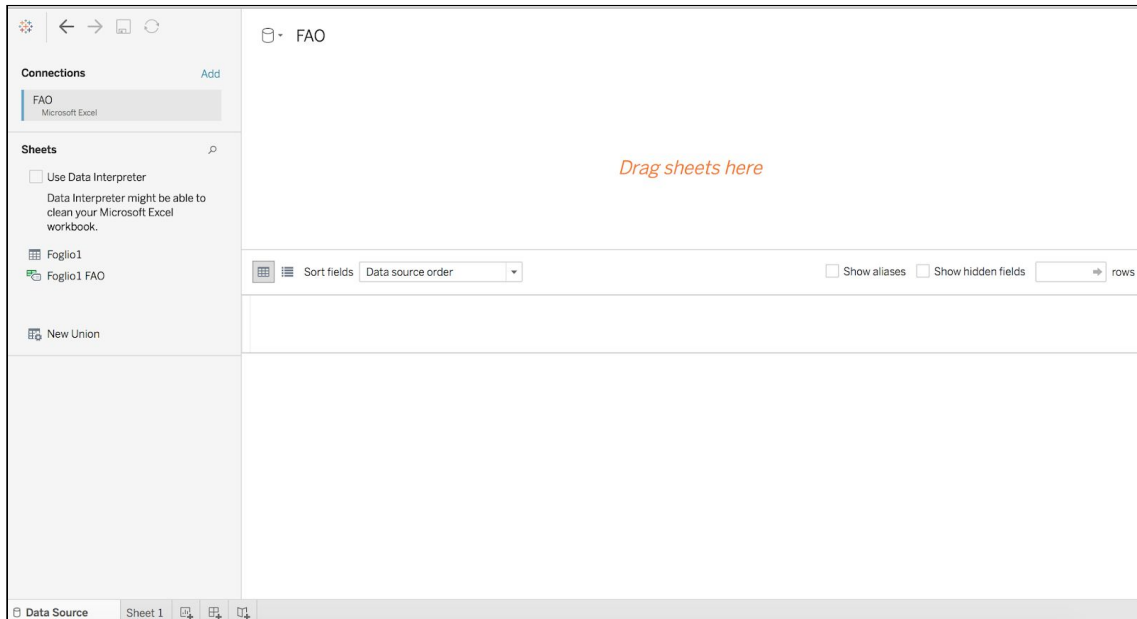 FAO
Connections Add
FAO
Microsoft Excel
Sheets
Use Data Interpreter
Data Interpreter might be able to
clean your Microsoft Excel
workbook.
Foglio1
Foglio1 FAO
New Union
Drag sheets here
Sort fields Data source order Show aliases Show hidden fields rows
Data Source Sheet 1